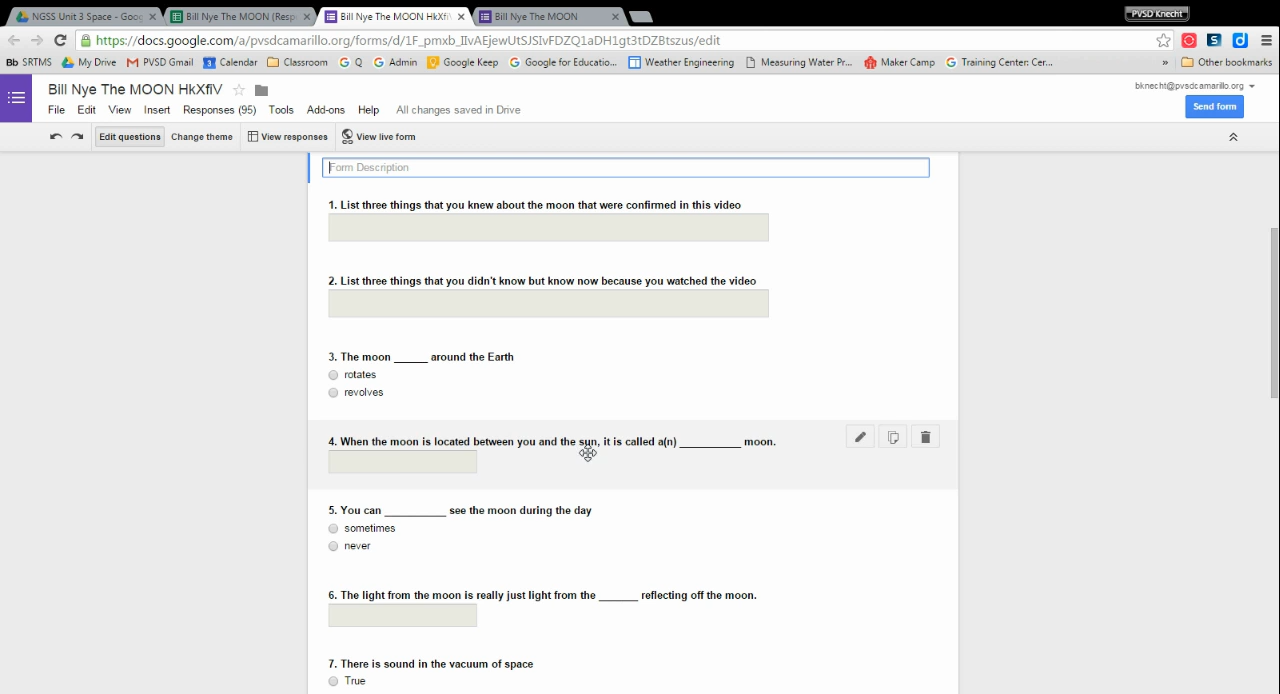 NGSS Unit 3 Space - Goog
Bill Nye The MOON (Resp
Bill Nye The MOON HkXfiV
Bill Nye The MOON
PVSD Knecht
https://docs.google.com/a/pvsdcamarillo.org/forms/d/1F_pmxb_IIvAEjewUtSJSIvFDZQ1aDH1gt3tDZBtszus/edit
Bb SRTMS My Drive PVSD Gmail Calendar Classroom Q Admin Google Keep Google for Educatio... Weather Engineering Measuring Water Pr... Maker Camp Training Center: Cer... » Other bookmarks
Bill Nye The MOON HkXfiV
bknecht@pvsdcamarillo.org
File Edit View Insert Responses (95) Tools Add-ons Help All changes saved in Drive
Send form
Edit questions Change theme View responses View live form
Form Description
1. List three things that you knew about the moon that were confirmed in this video
2. List three things that you didn't know but know now because you watched the video
3. The moon ______ around the Earth
rotates
revolves
4. When the moon is located between you and the sun, it is called a(n) ___________ moon.
5. You can ___________ see the moon during the day
sometimes
never
6. The light from the moon is really just light from the _______ reflecting off the moon.
7. There is sound in the vacuum of space
True